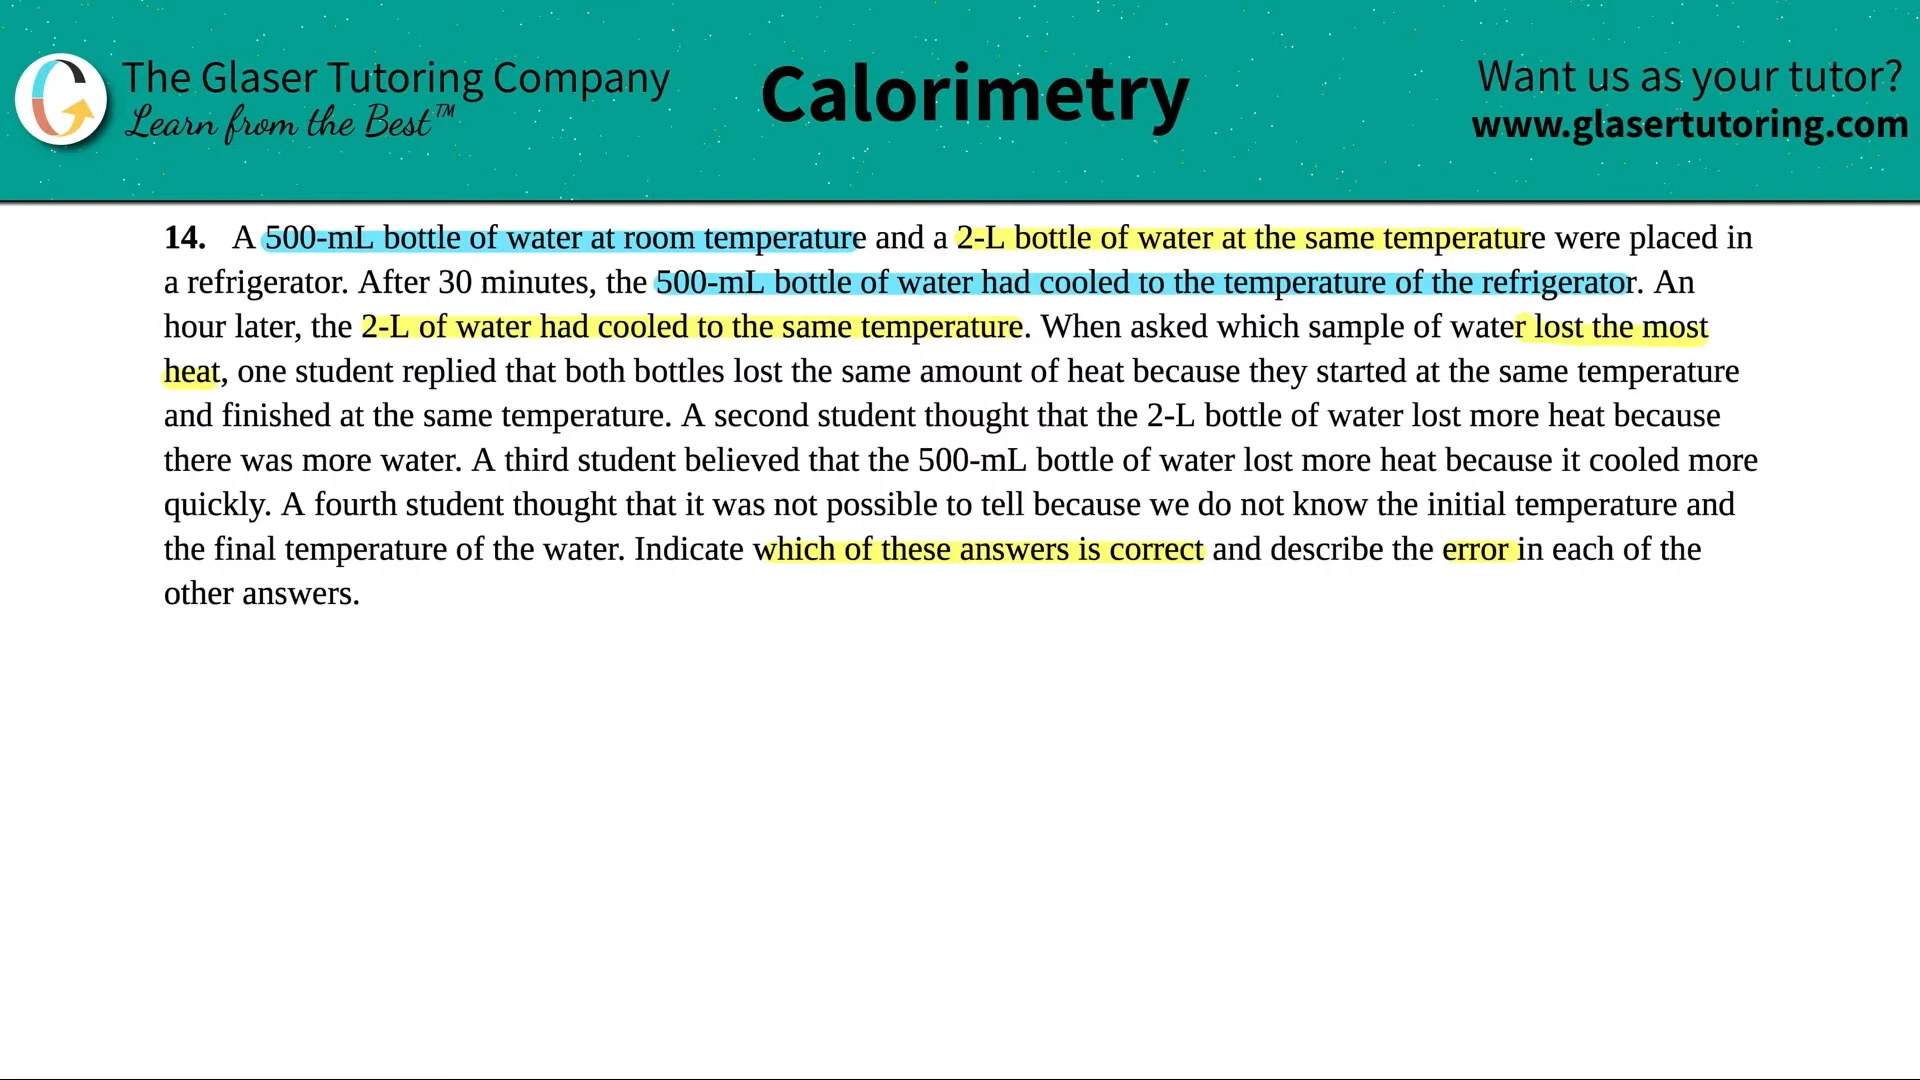 The Glaser Tutoring Company
Learn from the Best™
Calorimetry
Want us as your tutor?
www.glasertutoring.com
14. A 500-mL bottle of water at room temperature and a 2-L bottle of water at the same temperature were placed in
a refrigerator. After 30 minutes, the 500-mL bottle of water had cooled to the temperature of the refrigerator. An
hour later, the 2-L of water had cooled to the same temperature. When asked which sample of water lost the most
heat, one student replied that both bottles lost the same amount of heat because they started at the same temperature
and finished at the same temperature. A second student thought that the 2-L bottle of water lost more heat because
there was more water. A third student believed that the 500-mL bottle of water lost more heat because it cooled more
quickly. A fourth student thought that it was not possible to tell because we do not know the initial temperature and
the final temperature of the water. Indicate which of these answers is correct and describe the error in each of the
other answers.